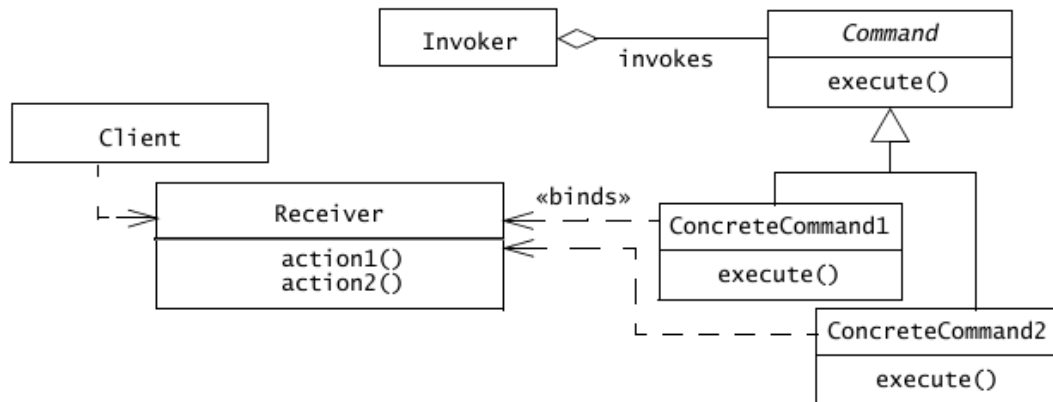 Invoker
invokes
Command
execute()
Client
Receiver
action1()
action2()
«binds»
ConcreteCommand1
execute()
ConcreteCommand2
execute()